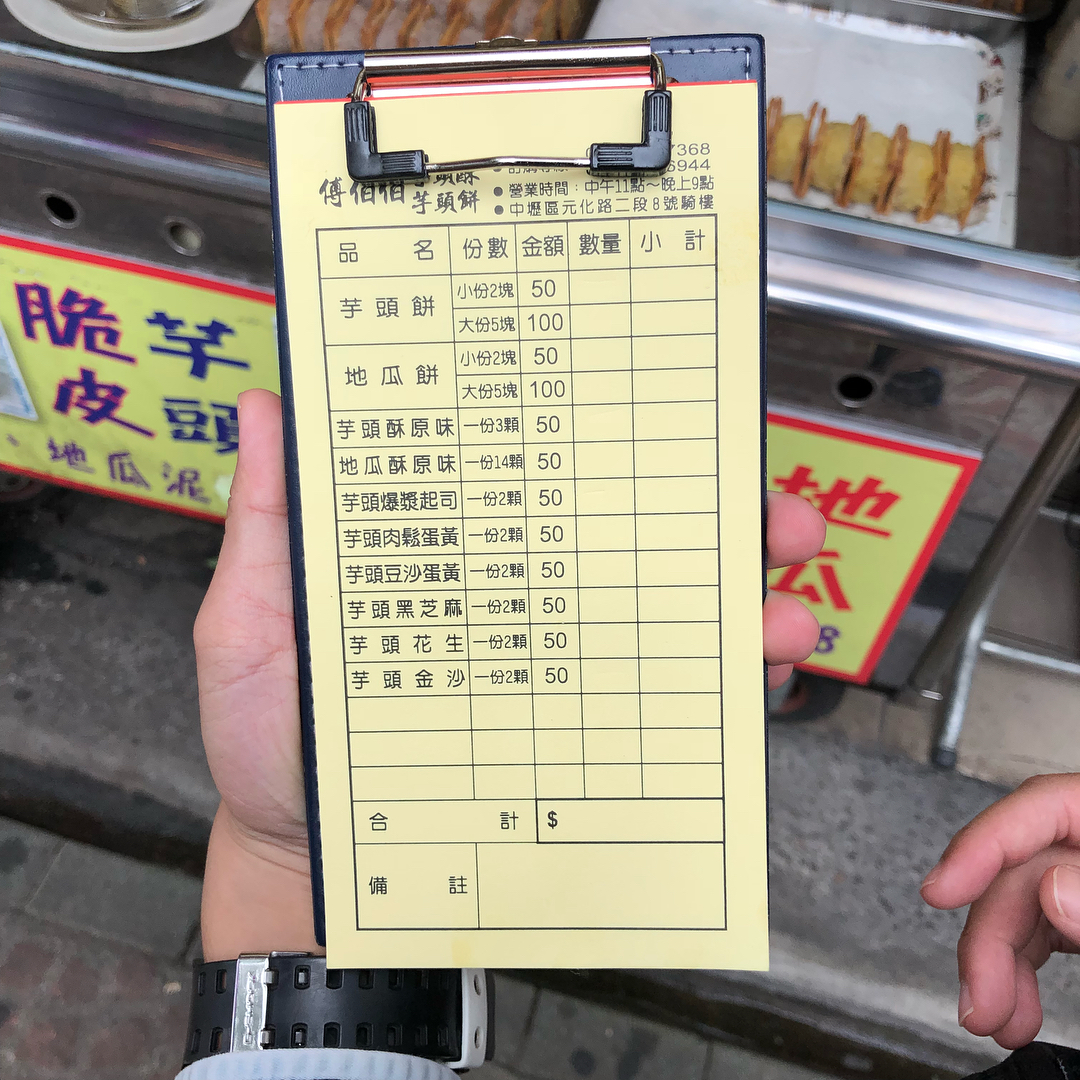 7368
6944
傅伯伯
芋頭酥
芋頭餅
● 營業時間：中午11點～晚上9點
● 中壢區元化路二段8號騎樓
品名 份數 金額 數量 小計
芋頭餅 小份2塊 50
大份5塊 100
地瓜餅 小份2塊 50
大份5塊 100
芋頭酥原味 一份3顆 50
地瓜酥原味 一份14顆 50
芋頭爆漿起司 一份2顆 50
芋頭肉鬆蛋黃 一份2顆 50
芋頭豆沙蛋黃 一份2顆 50
芋頭黑芝麻 一份2顆 50
芋頭花生 一份2顆 50
芋頭金沙 一份2顆 50
合計 $
備註
脆皮
芋頭
、地瓜泥
地瓜
8